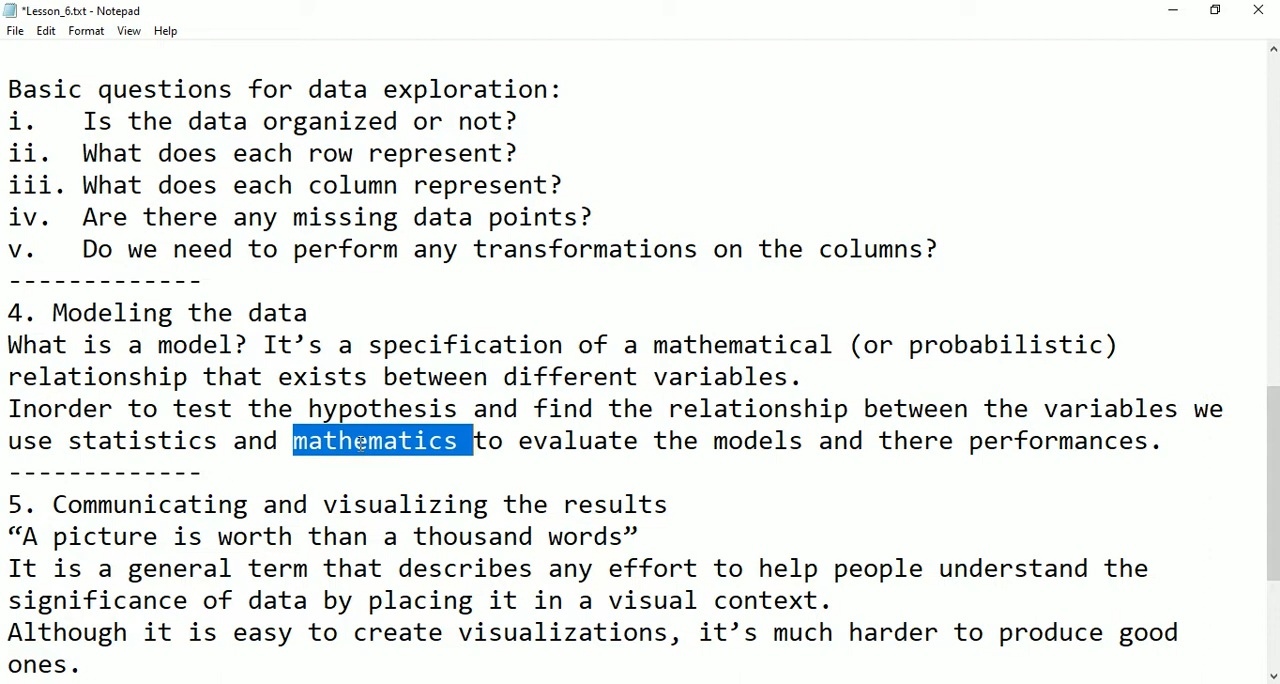 *Lesson_6.txt - Notepad
File Edit Format View Help
Basic questions for data exploration:
i. Is the data organized or not?
ii. What does each row represent?
iii. What does each column represent?
iv. Are there any missing data points?
v. Do we need to perform any transformations on the columns?
-------------
4. Modeling the data
What is a model? It’s a specification of a mathematical (or probabilistic)
relationship that exists between different variables.
Inorder to test the hypothesis and find the relationship between the variables we
use statistics and mathematics to evaluate the models and there performances.
-------------
5. Communicating and visualizing the results
“A picture is worth than a thousand words”
It is a general term that describes any effort to help people understand the
significance of data by placing it in a visual context.
Although it is easy to create visualizations, it’s much harder to produce good
ones.